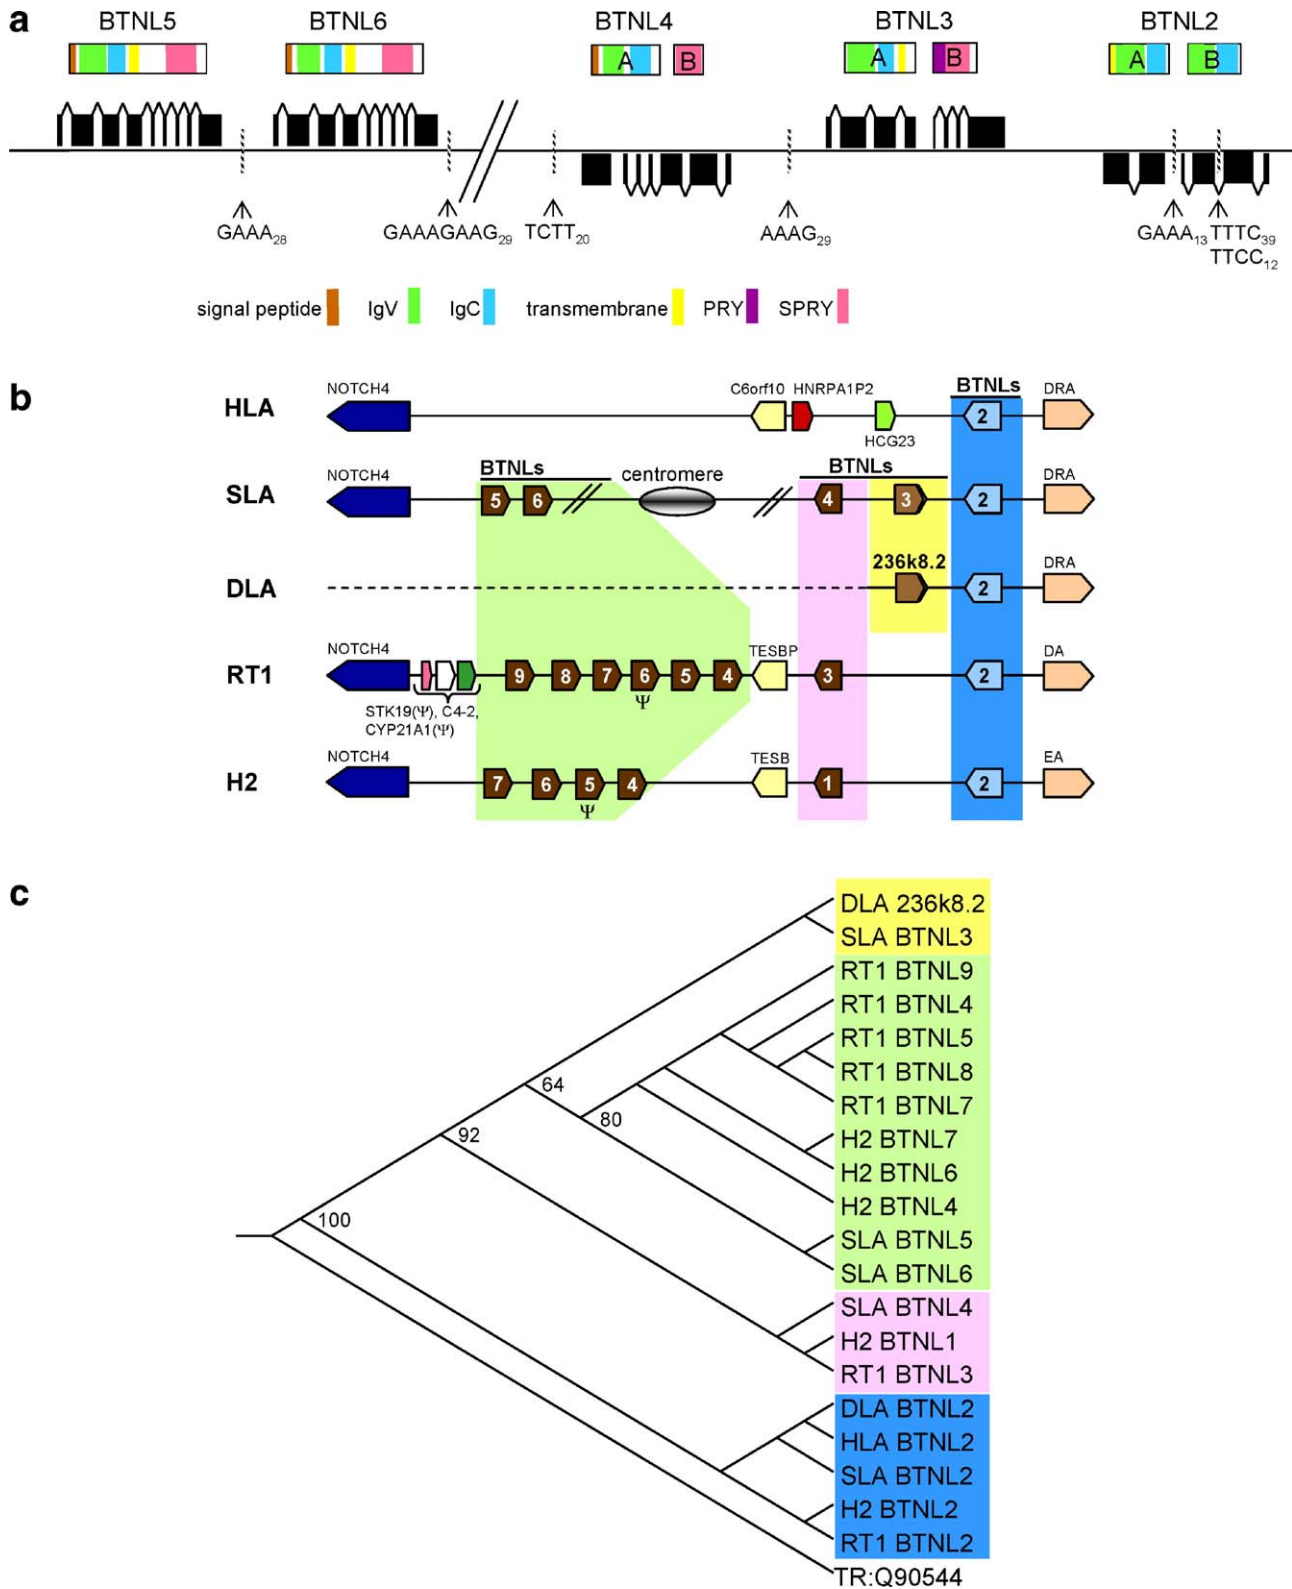 a
BTNL5 BTNL6 BTNL4 BTNL3 BTNL2
A B A B A B
GAAA28 GAAAGAAG29 TCTT20 AAAG29 GAAA13 TTTC39
TTCC12
signal peptide IgV IgC transmembrane PRY SPRY
b
HLA NOTCH4 C6orf10 HNRPA1P2 HCG23 BTNLs 2 DRA
SLA NOTCH4 BTNLs 5 6 centromere BTNLs 4 3 2 DRA
DLA 236k8.2 2 DRA
RT1 NOTCH4 9 8 7 6 5 4 TESBP 3 2 DA
Ψ
STK19(Ψ), C4-2,
CYP21A1(Ψ)
H2 NOTCH4 7 6 5 4 TESB 1 2 EA
Ψ
c
DLA 236k8.2
SLA BTNL3
RT1 BTNL9
RT1 BTNL4
RT1 BTNL5
RT1 BTNL8
64
RT1 BTNL7
80
92
H2 BTNL7
H2 BTNL6
H2 BTNL4
100
SLA BTNL5
SLA BTNL6
SLA BTNL4
H2 BTNL1
RT1 BTNL3
DLA BTNL2
HLA BTNL2
SLA BTNL2
H2 BTNL2
RT1 BTNL2
TR:Q90544